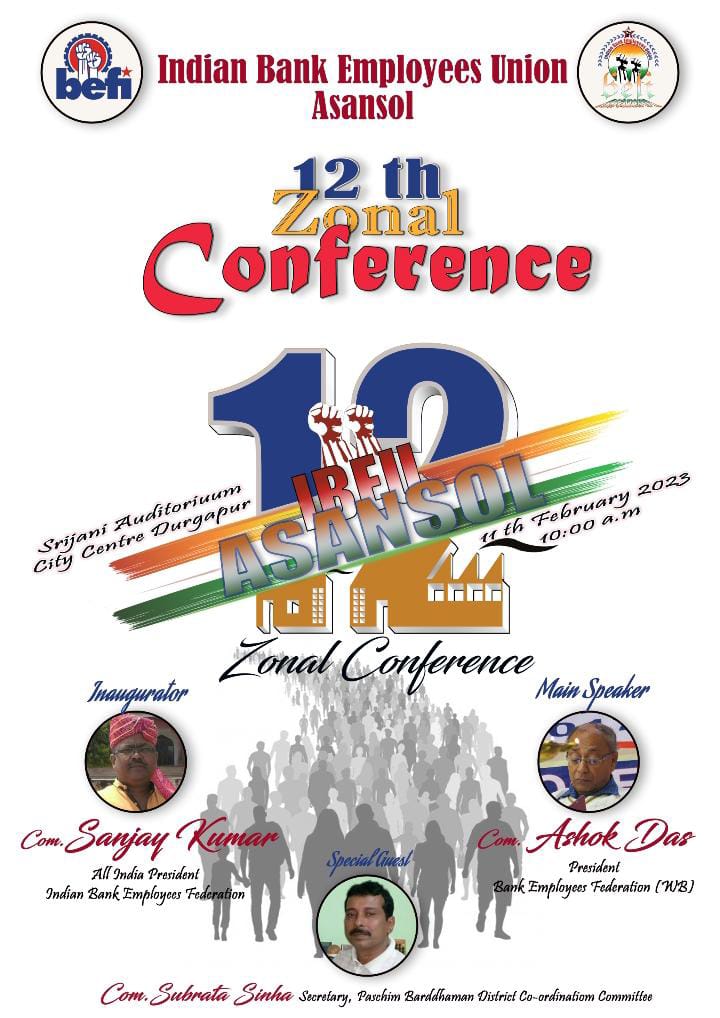 befi
Indian Bank Employees Union
Asansol
befi
12 th
Zonal
Conference
12
IBEU
ASANSOL
Srijani Auditoriuum
City Centre Durgapur
11 th February 2023
10:00 a.m
Zonal Conference
Inaugurator
Main Speaker
Com. Sanjay Kumar
All India President
Indian Bank Employees Federation
Com. Ashok Das
President
Bank Employees Federation (WB)
Special Guest
Com. Subrata Sinha Secretary, Paschim Barddhaman District Co-ordinatiom Committee